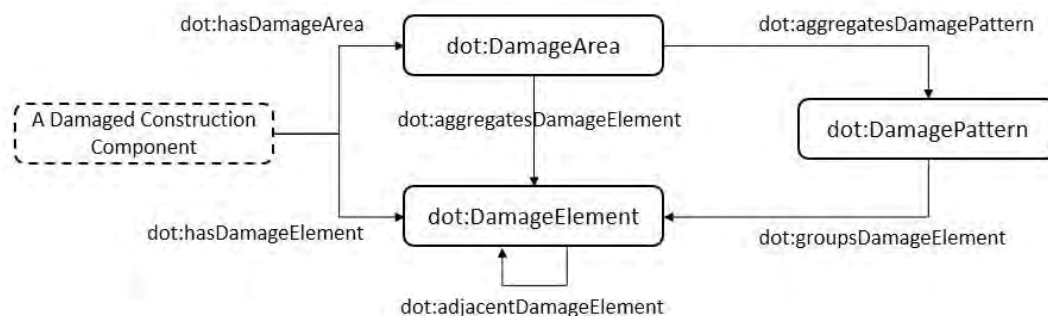 dot:hasDamageArea
dot:DamageArea
dot:aggregatesDamagePattern
A Damaged Construction
Component
dot:aggregatesDamageElement
dot:DamagePattern
dot:DamageElement
dot:hasDamageElement
dot:groupsDamageElement
dot:adjacentDamageElement